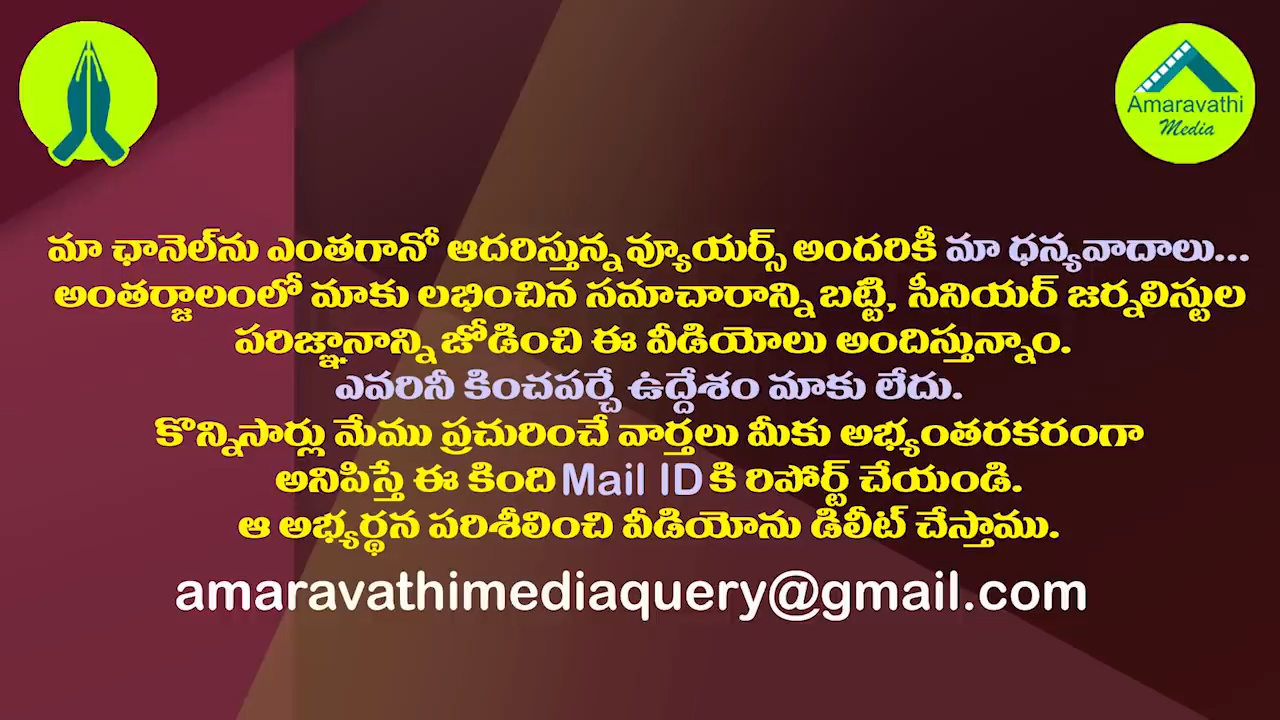 Amaravathi
Media
మా ఛానెల్‌ను ఎంతగానో ఆదరిస్తున్న వ్యూయర్స్ అందరికీ మా ధన్యవాదాలు...
అంతర్జాలంలో మాకు లభించిన సమాచారాన్ని బట్టి, సీనియర్ జర్నలిస్టుల
పరిజ్ఞానాన్ని జోడించి ఈ వీడియోలు అందిస్తున్నాం.
ఎవరినీ కించపర్చే ఉద్దేశం మాకు లేదు.
కొన్నిసార్లు మేము ప్రచురించే వార్తలు మీకు అభ్యంతరకరంగా
అనిపిస్తే ఈ కింది Mail ID కి రిపోర్ట్ చేయండి.
ఆ అభ్యర్థన పరిశీలించి వీడియోను డిలీట్ చేస్తాము.
amaravathimediaquery@gmail.com